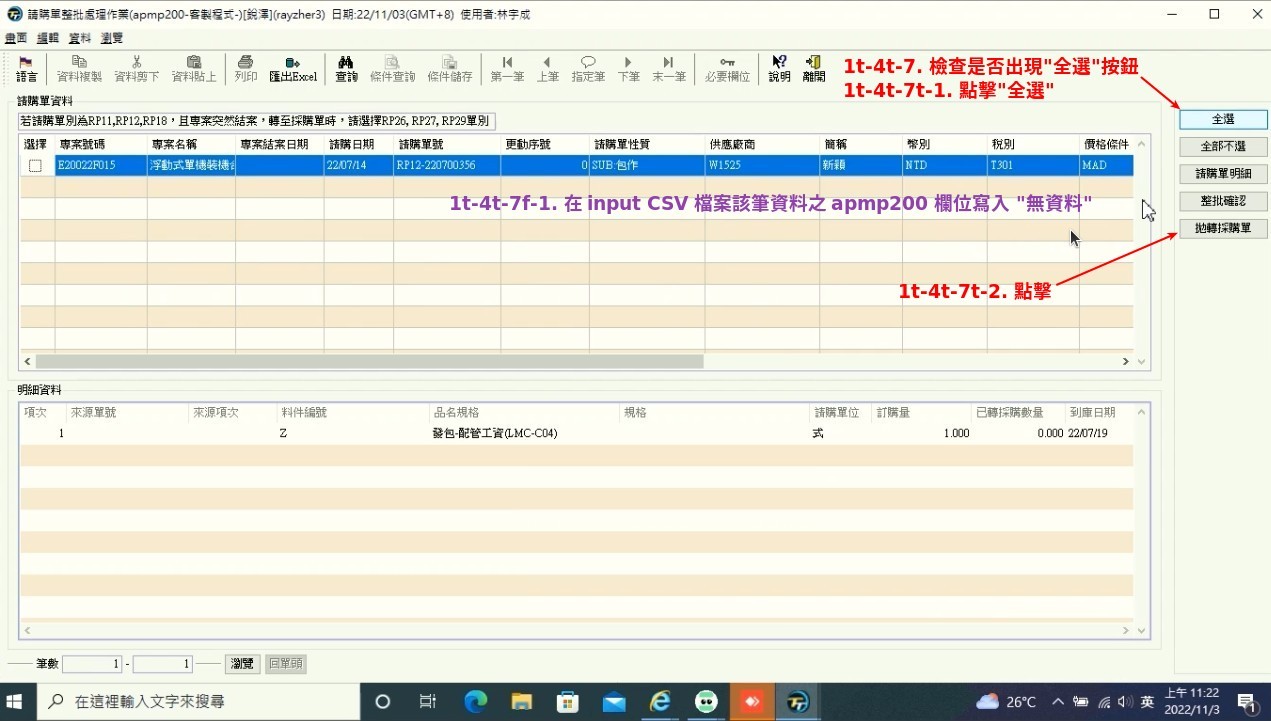 請購單整批處理作業(apmp200-客製程式-)[銳澤](rayzher3) 日期:22/11/03(GMT+8) 使用者:林宇成
畫面 編輯 資料 瀏覽
語言 資料複製 資料剪下 資料貼上 列印 匯出Excel 查詢 條件查詢 條件儲存 第一筆 上筆 指定筆 下筆 末一筆 必要欄位 說明 離開
1t-4t-7. 檢查是否出現"全選"按鈕
1t-4t-7t-1. 點擊"全選"
請購單資料
若請購單別為RP11,RP12,RP18，且專案突然結案，轉至採購單時，請選擇RP26, RP27, RP29單別
全選
選擇 專案號碼 專案名稱 專案結案日期 請購日期 請購單號 更動序號 請購單性質 供應廠商 簡稱 幣別 稅別 價格條件
全部不選
E20022F015 浮動式單機裝機 22/07/14 RP12-220700356 0 SUB:包作 W1525 新穎 NTD T301 MAD
請購單明細
1t-4t-7f-1. 在 input CSV 檔案該筆資料之 apmp200 欄位寫入 "無資料"
整批確認
拋轉採購單
1t-4t-7t-2. 點擊
明細資料
項次 來源單號 來源項次 料件編號 品名規格 規格 請購單位 訂購量 已轉採購數量 到庫日期
1 Z 發包-配管工資(LMC-C04) 式 1.000 0.000 22/07/19
筆數 1 - 1 瀏覽 回單頭
在這裡輸入文字來搜尋
26°C 英 上午 11:22
2022/11/3
1